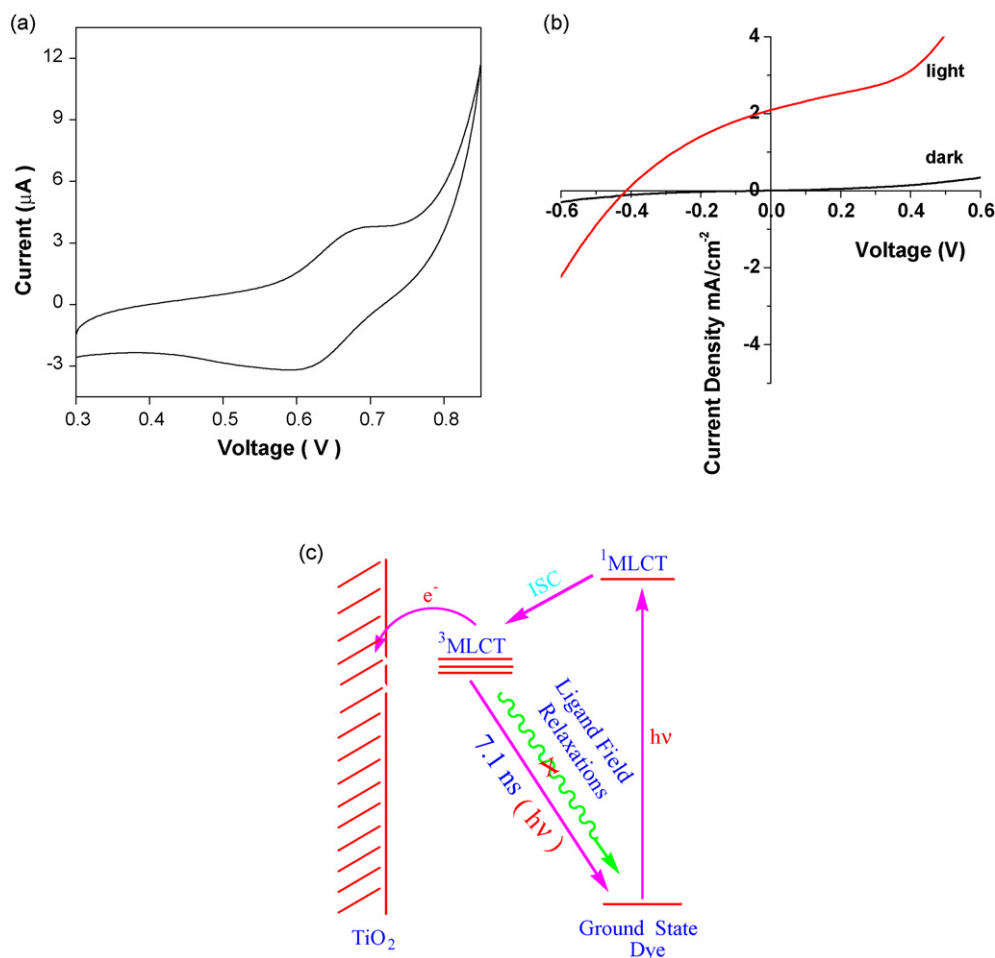 (a)
12
9
6
3
0
-3
Current (μA)
0.3 0.4 0.5 0.6 0.7 0.8
Voltage ( V )
(b)
4
light
2
dark
0
-0.6 -0.4 -0.2 0.0 0.2 0.4 0.6
Voltage (V)
-2
-4
Current Density mA/cm⁻²
(c)
¹MLCT
ISC
e⁻
³MLCT
Ligand Field
Relaxations
hν
7.1 ns
( hν )
TiO₂
Ground State
Dye